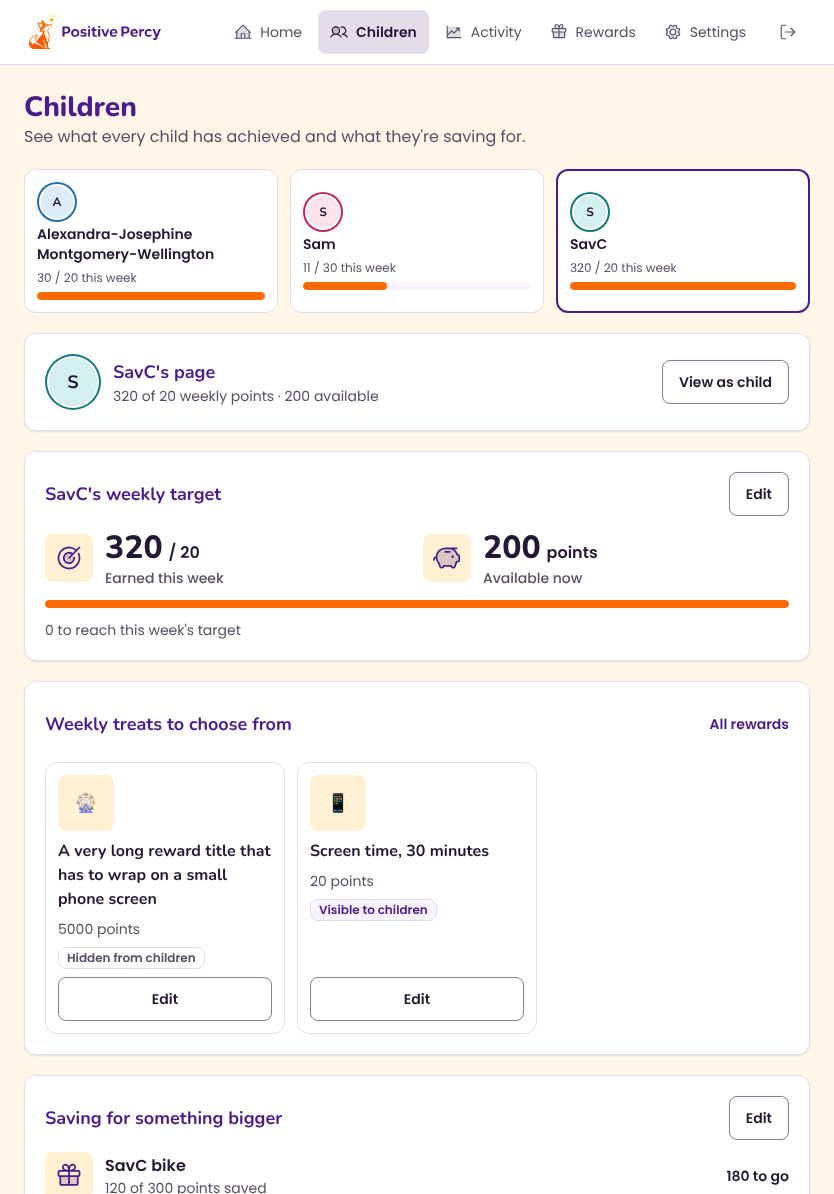 Positive Percy
Home
Children
Activity
Rewards
Settings
Children
See what every child has achieved and what they're saving for.
A
Alexandra-Josephine
Montgomery-Wellington
30 / 20 this week
S
Sam
11 / 30 this week
S
SavC
320 / 20 this week
S
SavC's page
320 of 20 weekly points · 200 available
View as child
SavC's weekly target
Edit
320 / 20
Earned this week
200 points
Available now
0 to reach this week's target
Weekly treats to choose from
All rewards
A very long reward title that
has to wrap on a small
phone screen
5000 points
Hidden from children
Edit
Screen time, 30 minutes
20 points
Visible to children
Edit
Saving for something bigger
Edit
SavC bike
120 of 300 points saved
180 to go